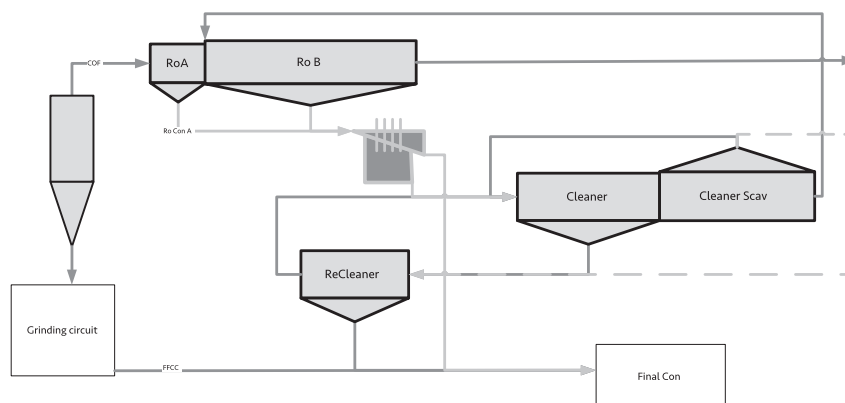 COF
RoA
Ro B
Ro Con A
Cleaner
Cleaner Scav
ReCleaner
Grinding circuit
FFCC
Final Con